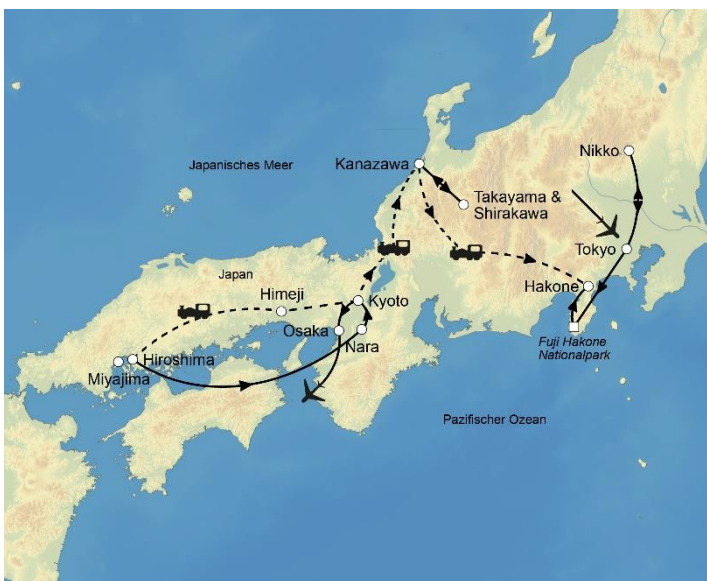 Nikko
Japanisches Meer
Kanazawa
Takayama &
Shirakawa
Tokyo
Japan
Hakone
Himeji
Kyoto
Osaka
Nara
Fuji Hakone
Nationalpark
Hiroshima
Miyajima
Pazifischer Ozean